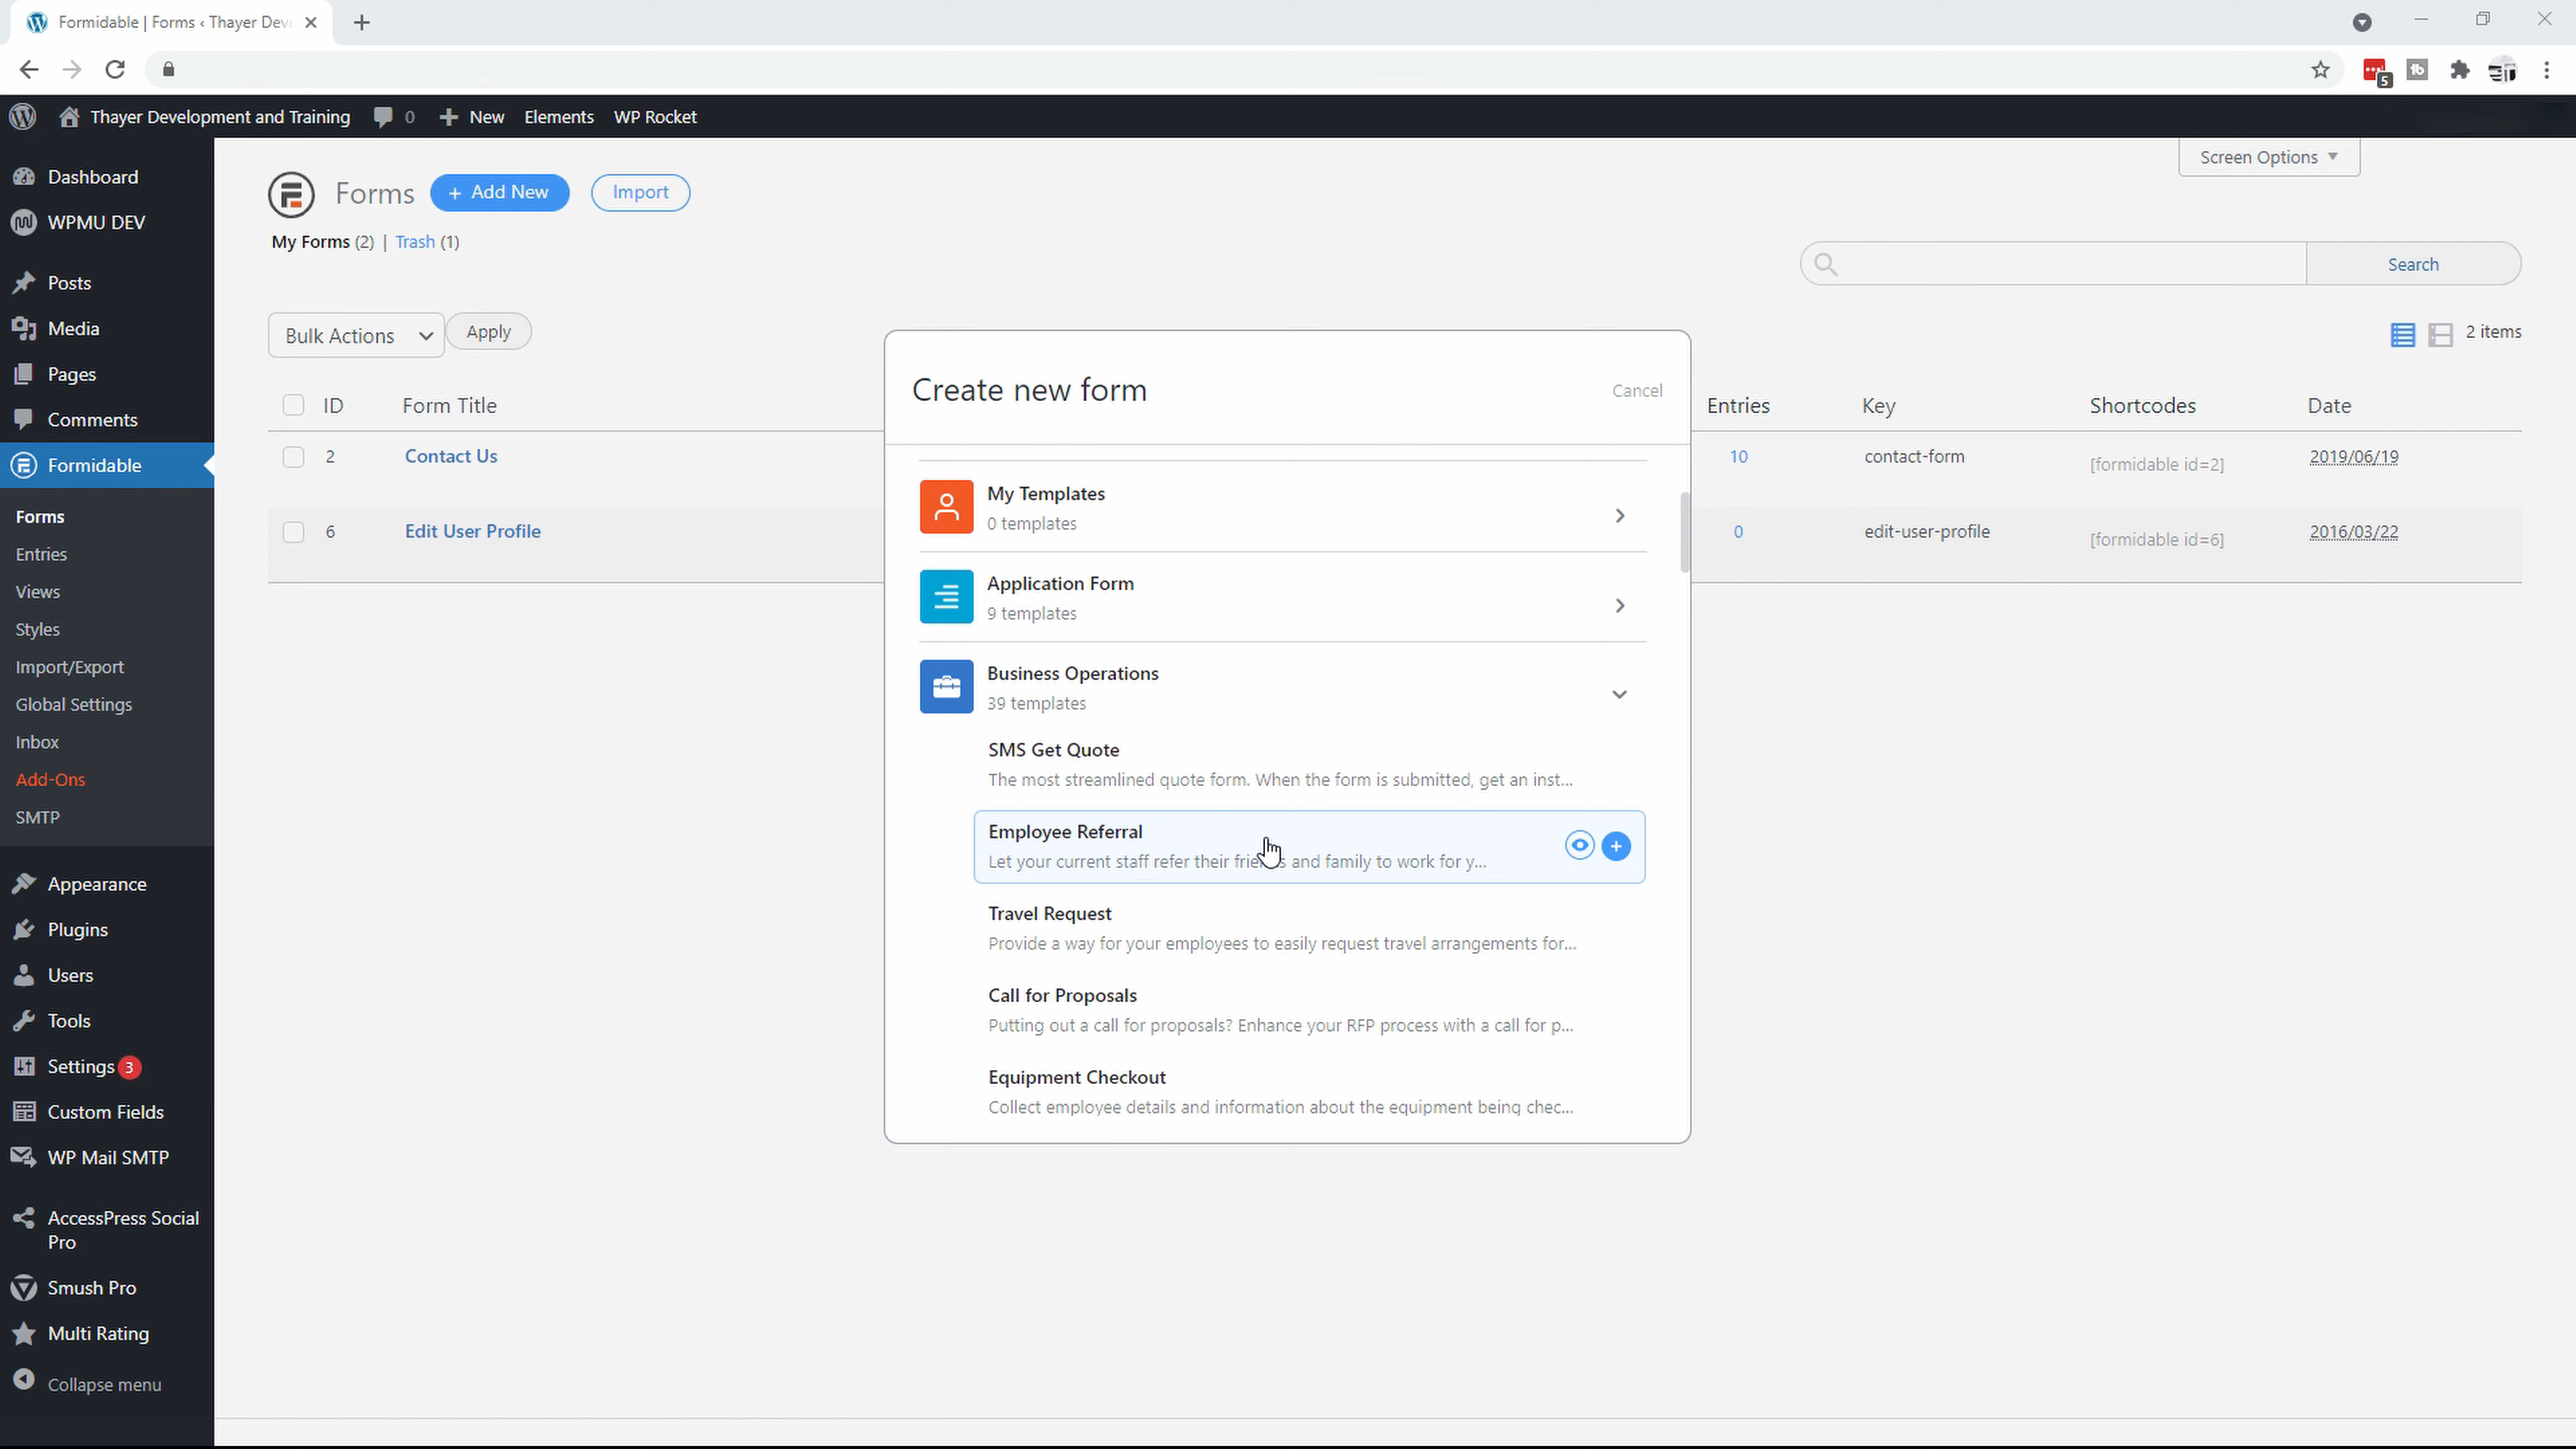 Formidable | Forms ‹ Thayer Dev
5
Thayer Development and Training 0 New Elements WP Rocket
Screen Options
Dashboard
WPMU DEV
Posts
Media
Pages
Comments
Formidable
Forms
Entries
Views
Styles
Import/Export
Global Settings
Inbox
Add-Ons
SMTP
Appearance
Plugins
Users
Tools
Settings 3
Custom Fields
WP Mail SMTP
AccessPress Social
Pro
Smush Pro
Multi Rating
Collapse menu
Forms + Add New Import
My Forms (2) | Trash (1)
Search
Bulk Actions Apply
2 items
ID Form Title Entries Key Shortcodes Date
2 Contact Us 10 contact-form [formidable id=2] 2019/06/19
6 Edit User Profile 0 edit-user-profile [formidable id=6] 2016/03/22
Create new form Cancel
My Templates
0 templates
Application Form
9 templates
Business Operations
39 templates
SMS Get Quote
The most streamlined quote form. When the form is submitted, get an inst...
Employee Referral
Let your current staff refer their friends and family to work for y...
Travel Request
Provide a way for your employees to easily request travel arrangements for...
Call for Proposals
Putting out a call for proposals? Enhance your RFP process with a call for p...
Equipment Checkout
Collect employee details and information about the equipment being chec...